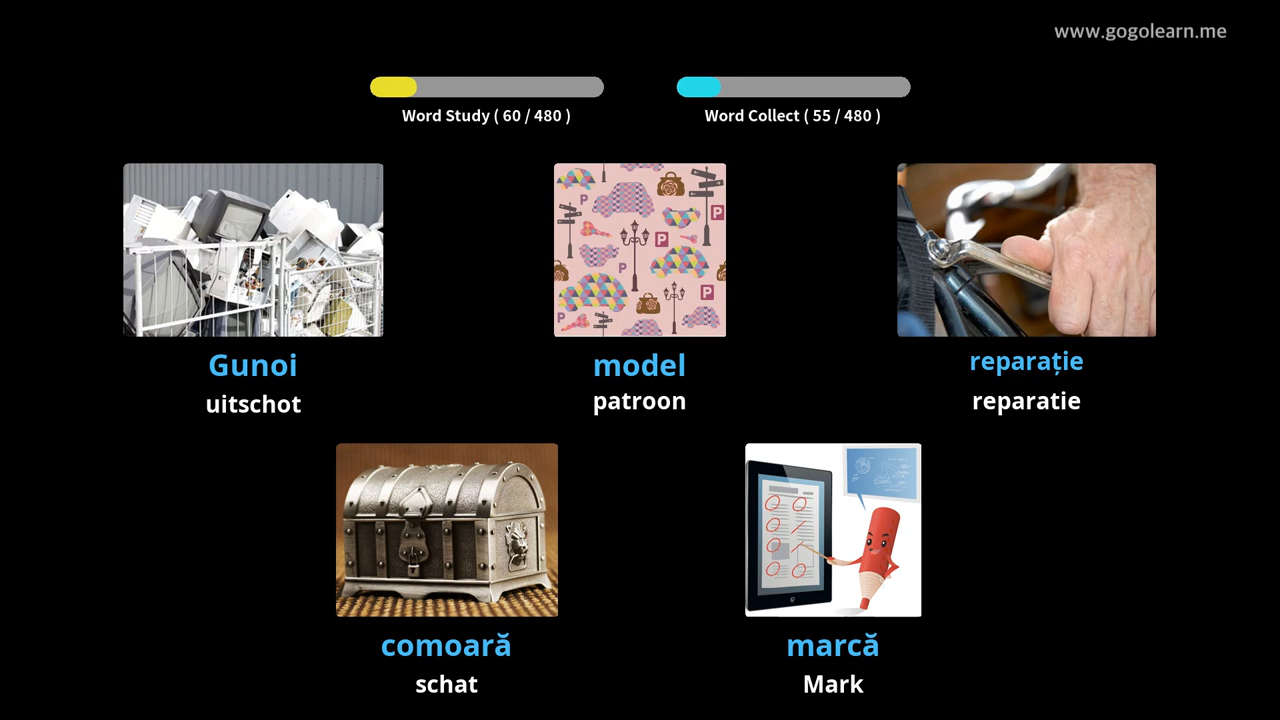 www.gogolearn.me
Word Study ( 60 / 480 )
Word Collect ( 55 / 480 )
P
P
P
P
P
P
Gunoi
uitschot
model
patroon
reparație
reparatie
comoară
schat
marcă
Mark